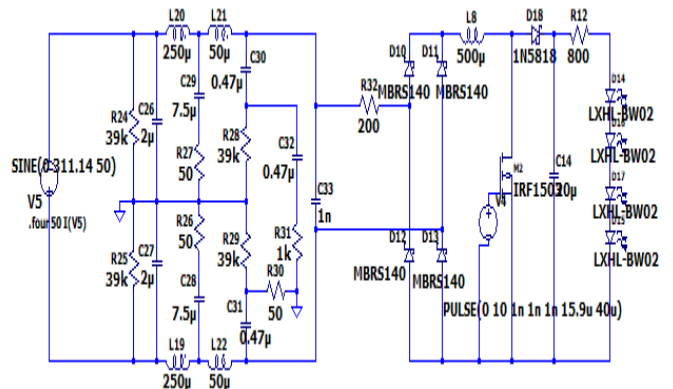 L20
L21
250µ
50µ
C30
0.47µ
C29
7.5µ
C26
2µ
R24
39k
R27
50
R28
39k
C32
0.47µ
SINE(0 311.14 50)
V5
.four 50 I(V5)
R25
39k
C27
2µ
R26
50
C28
7.5µ
R29
39k
R31
1k
R30
50
C31
0.47µ
L19
L22
250µ
50µ
C33
1n
R32
200
D10
D11
MBRS140
MBRS140
D12
D13
MBRS140
MBRS140
L8
500µ
D18
1N5818
R12
800
M2
IRF1503
V4
C14
20µ
D14
LXHL-BW02
D16
LXHL-BW02
D17
LXHL-BW02
D15
LXHL-BW02
PULSE(0 10 1n 1n 1n 15.9u 40u)